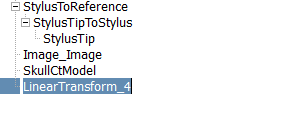 StylusToReference
StylusTipToStylus
StylusTip
Image_Image
SkullCtModel
LinearTransform_4